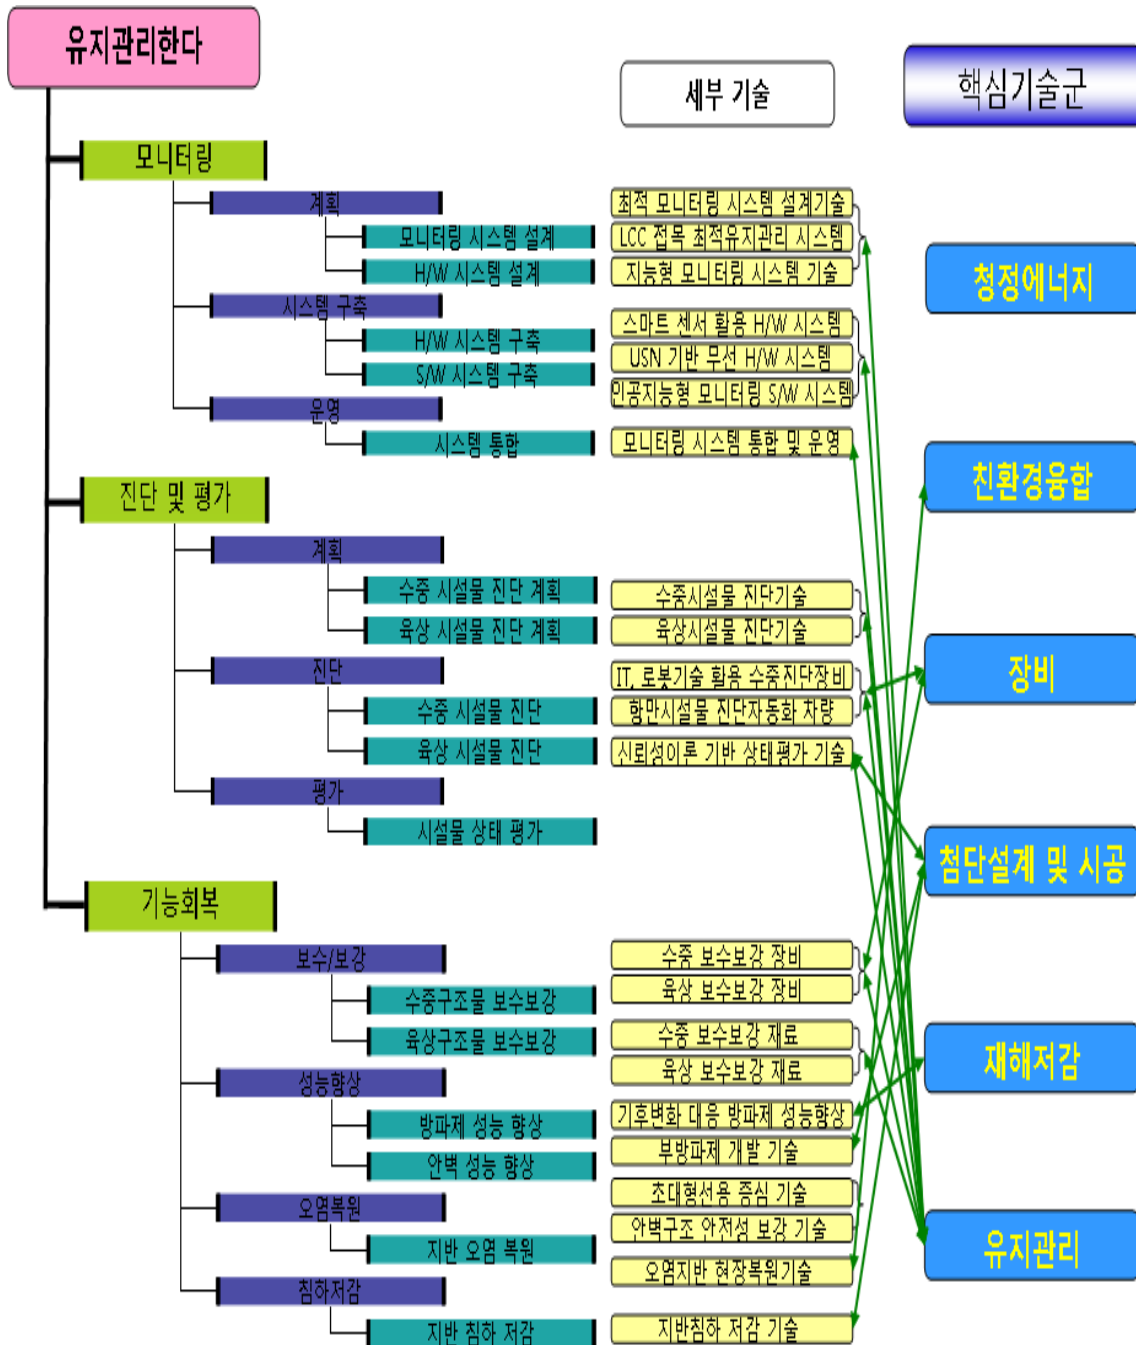 유지관리한다
세부 기술
핵심기술군
모니터링
계획
모니터링 시스템 설계
H/W 시스템 설계
시스템 구축
H/W 시스템 구축
S/W 시스템 구축
운영
시스템 통합
진단 및 평가
계획
수중 시설물 진단 계획
육상 시설물 진단 계획
진단
수중 시설물 진단
육상 시설물 진단
평가
시설물 상태 평가
기능회복
보수/보강
수중구조물 보수보강
육상구조물 보수보강
성능향상
방파제 성능 향상
안벽 성능 향상
오염복원
지반 오염 복원
침하저감
지반 침하 저감
최적 모니터링 시스템 설계기술
LCC 접목 최적유지관리 시스템
지능형 모니터링 시스템 기술
스마트 센서 활용 H/W 시스템
USN 기반 무선 H/W 시스템
인공지능형 모니터링 S/W 시스템
모니터링 시스템 통합 및 운영
수중시설물 진단기술
육상시설물 진단기술
IT, 로봇기술 활용 수중진단장비
항만시설물 진단자동화 차량
신뢰성이론 기반 상태평가 기술
수중 보수보강 장비
육상 보수보강 장비
수중 보수보강 재료
육상 보수보강 재료
기후변화 대응 방파제 성능향상
부방파제 개발 기술
초대형선용 증심 기술
안벽구조 안전성 보강 기술
오염지반 현장복원기술
지반침하 저감 기술
청정에너지
친환경융합
장비
첨단설계 및 시공
재해저감
유지관리